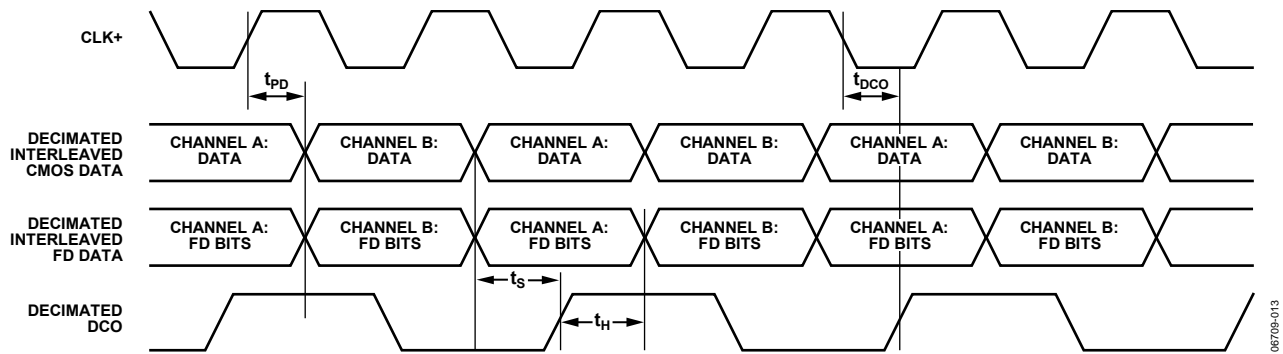 CLK+
tPD
tDCO
DECIMATED
INTERLEAVED
CMOS DATA
CHANNEL A:
DATA
CHANNEL B:
DATA
CHANNEL A:
DATA
CHANNEL B:
DATA
CHANNEL A:
DATA
CHANNEL B:
DATA
DECIMATED
INTERLEAVED
FD DATA
CHANNEL A:
FD BITS
CHANNEL B:
FD BITS
CHANNEL A:
FD BITS
CHANNEL B:
FD BITS
CHANNEL A:
FD BITS
CHANNEL B:
FD BITS
tS
tH
DECIMATED
DCO
06709-013